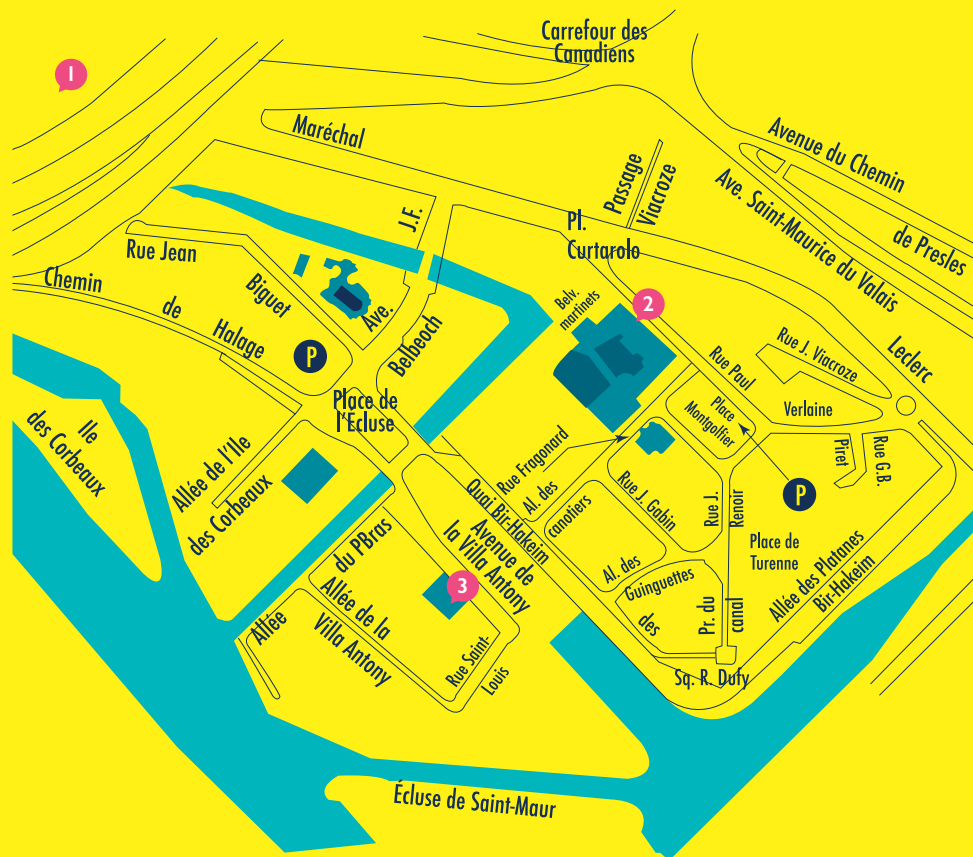 Carrefour des
Canadiens
1
Maréchal
Avenue du Chemin
de Presles
Passage
Viacroze
Ave. Saint-Maurice du Valais
J.F.
Pl.
Curtarolo
Rue Jean
Biguet
Chemin
de
Halage
Belv.
martinets
2
Ave.
Belbeoch
Leclerc
P
Rue Paul
Verlaine
Rue J. Viacroze
Place de
l'Ecluse
Place
Montgolfier
Ile
des Corbeaux
Allée de l'Ile
des Corbeaux
Rue Fragonard
Piret
Rue G.B.
Quai Bir-Hakeim
Al. des
canotiers
Rue J. Gabin
Rue J.
Renoir
P
du PBras
Avenue de
la Villa Antony
Place de
Turenne
Allée des Platanes
Bir-Hakeim
Al. des
Guinguettes
3
Allée de la
Villa Antony
Allée
des
Pr. du
canal
Rue Saint-
Louis
Sq. R. Dufy
Écluse de Saint-Maur